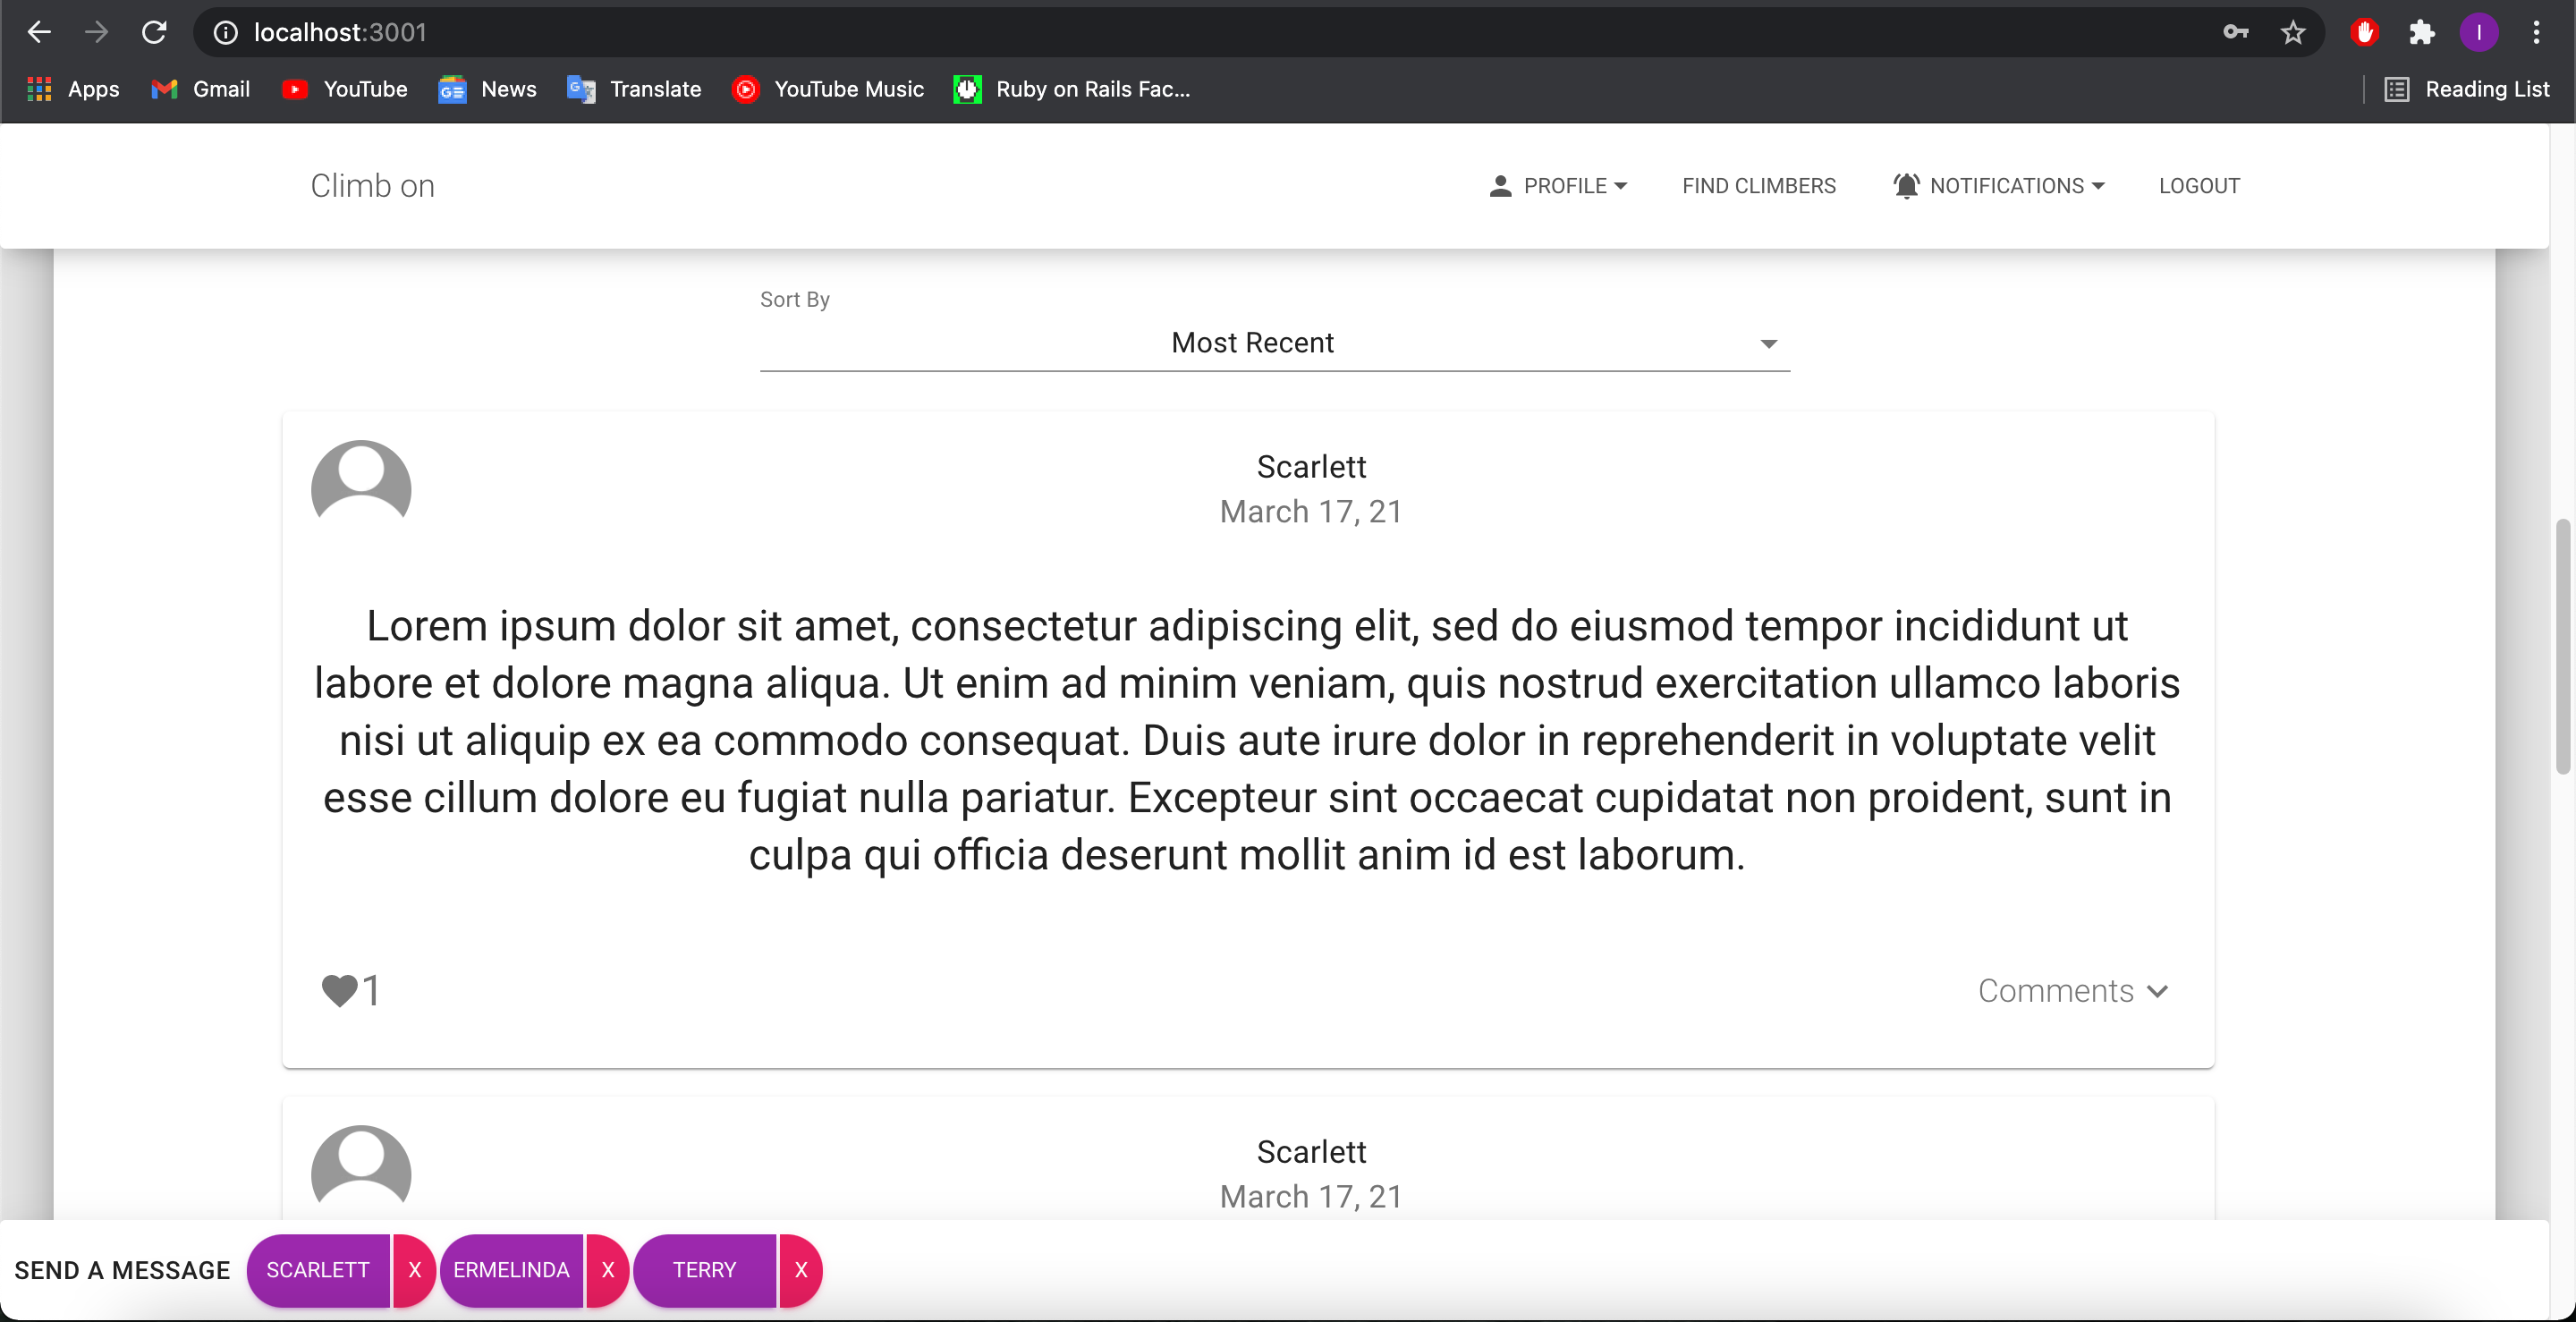 localhost:3001
I
Apps Gmail YouTube News Translate YouTube Music Ruby on Rails Fac... Reading List
Climb on PROFILE FIND CLIMBERS NOTIFICATIONS LOGOUT
Sort By
Most Recent
Scarlett
March 17, 21
Lorem ipsum dolor sit amet, consectetur adipiscing elit, sed do eiusmod tempor incididunt ut
labore et dolore magna aliqua. Ut enim ad minim veniam, quis nostrud exercitation ullamco laboris
nisi ut aliquip ex ea commodo consequat. Duis aute irure dolor in reprehenderit in voluptate velit
esse cillum dolore eu fugiat nulla pariatur. Excepteur sint occaecat cupidatat non proident, sunt in
culpa qui officia deserunt mollit anim id est laborum.
1 Comments
Scarlett
March 17, 21
SEND A MESSAGE SCARLETT X ERMELINDA X TERRY X